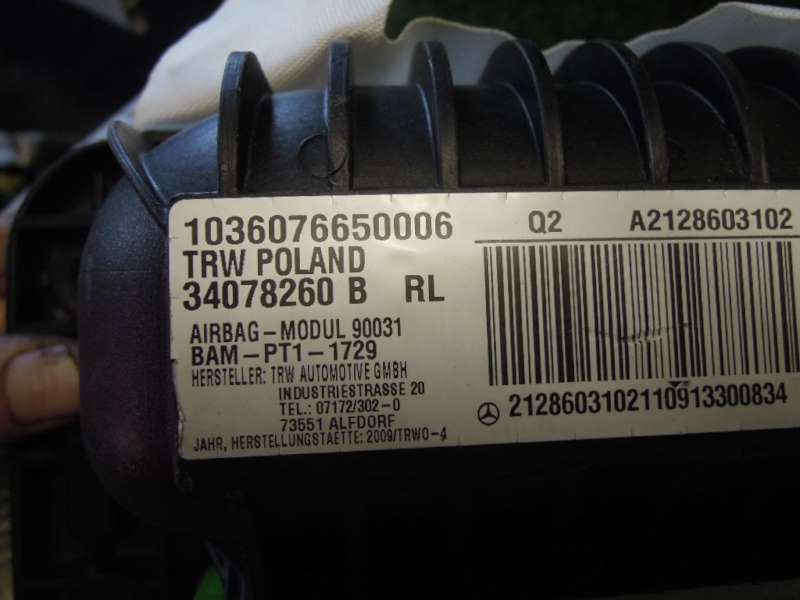 1036076650006 Q2 A2128603102
TRW POLAND
34078260 B RL
AIRBAG-MODUL 90031
BAM-PT1-1729
HERSTELLER: TRW AUTOMOTIVE GMBH
INDUSTRIESTRASSE 20
TEL.: 07172/302-0
73551 ALFDORF
JAHR, HERSTELLUNGSTAETTE: 2009/TRWO-4
2128603102110913300834